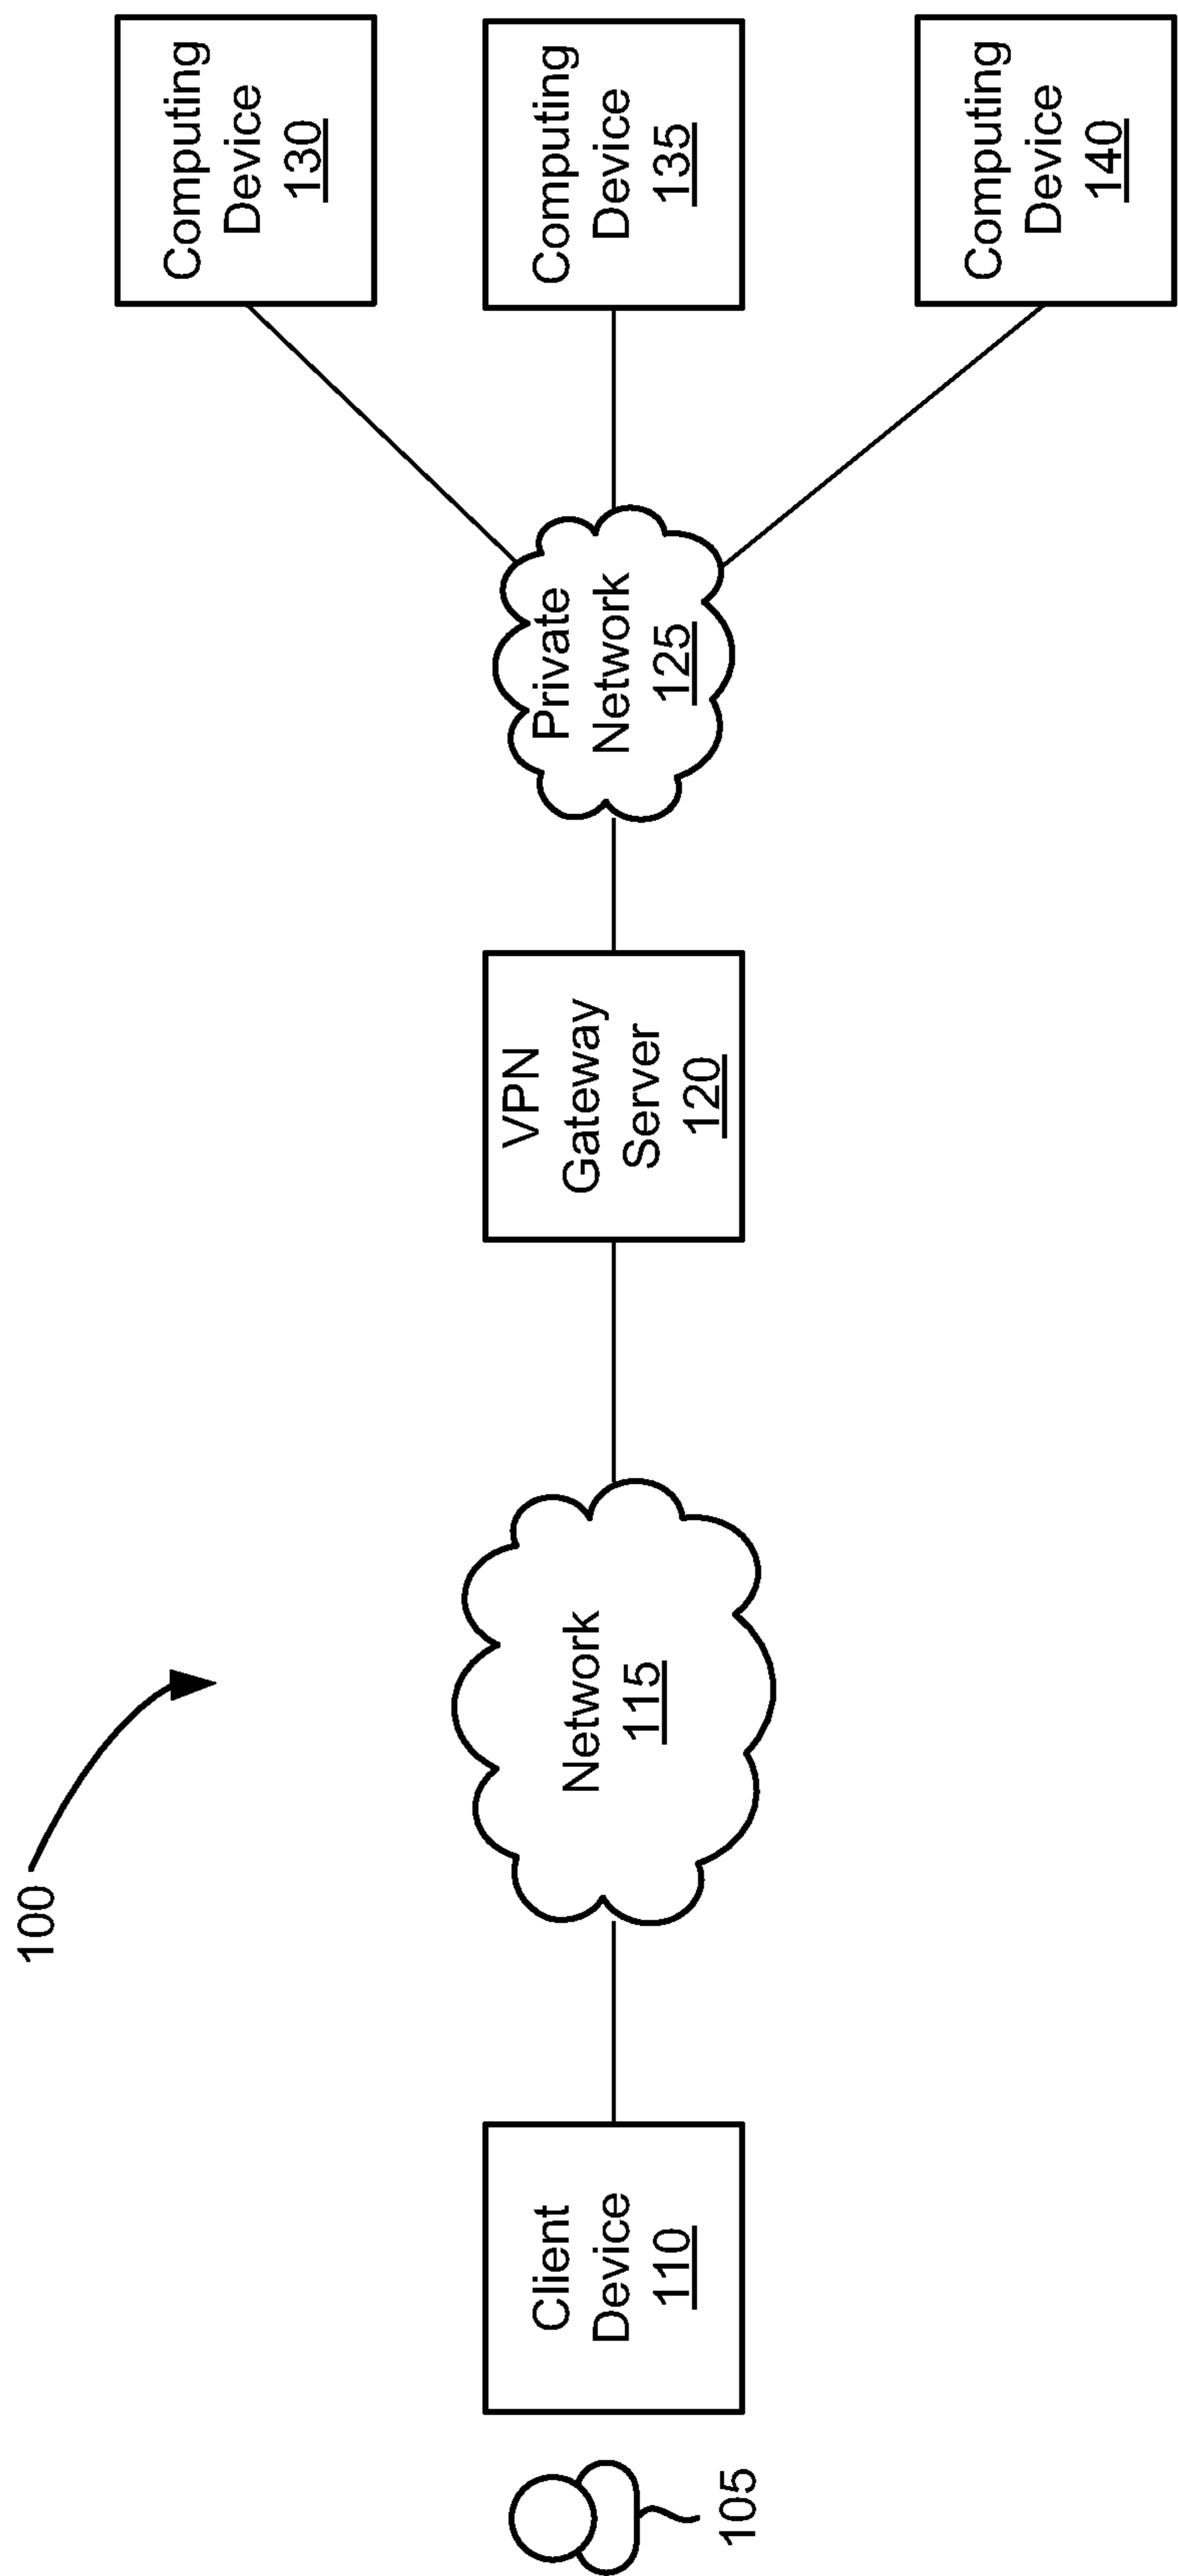 100
105
Client
Device
110
Network
115
VPN
Gateway
Server
120
Private
Network
125
Computing
Device
130
Computing
Device
135
Computing
Device
140